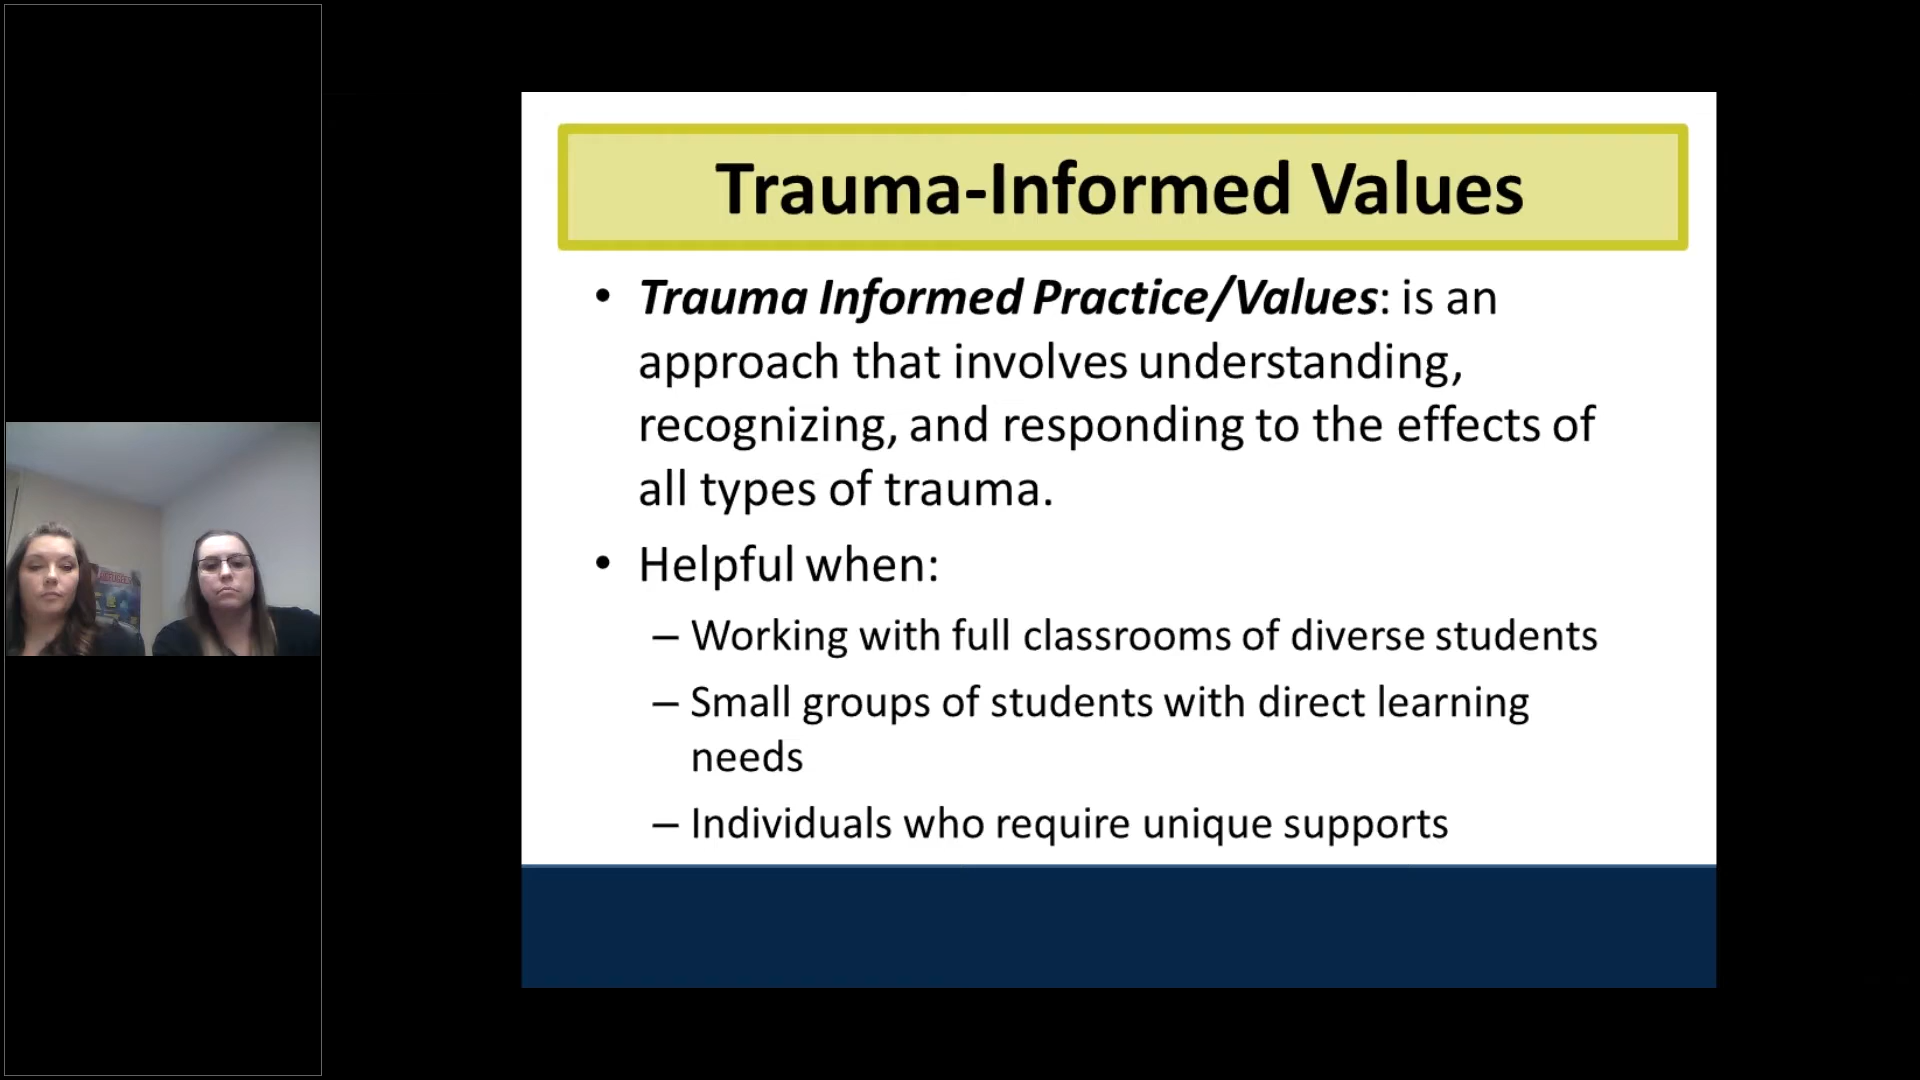 Trauma-Informed Values
• Trauma Informed Practice/Values: is an
approach that involves understanding,
recognizing, and responding to the effects of
all types of trauma.
• Helpful when:
– Working with full classrooms of diverse students
– Small groups of students with direct learning
needs
– Individuals who require unique supports